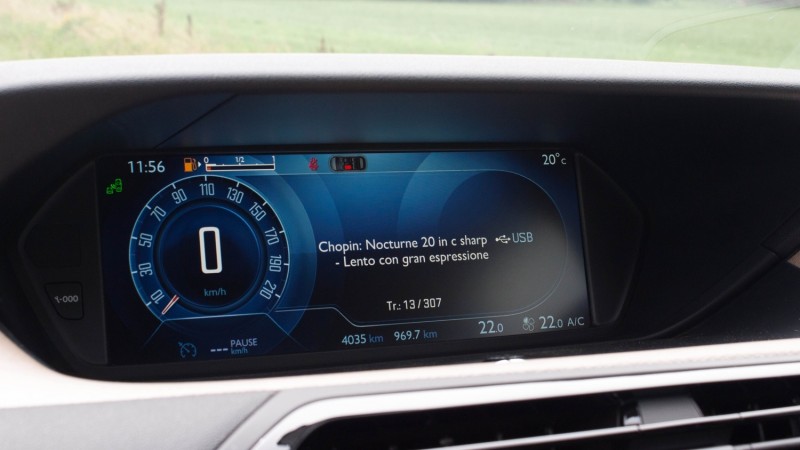 11:56
0 1/2 1
20°C
10 30 50 70 90 110 130 150 170 190 210
0
km/h
Chopin: Nocturne 20 in c sharp USB
- Lento con gran espressione
Tr.: 13/307
--- PAUSE
km/h
4035 km 969.7 km 22.0 22.0 A/C